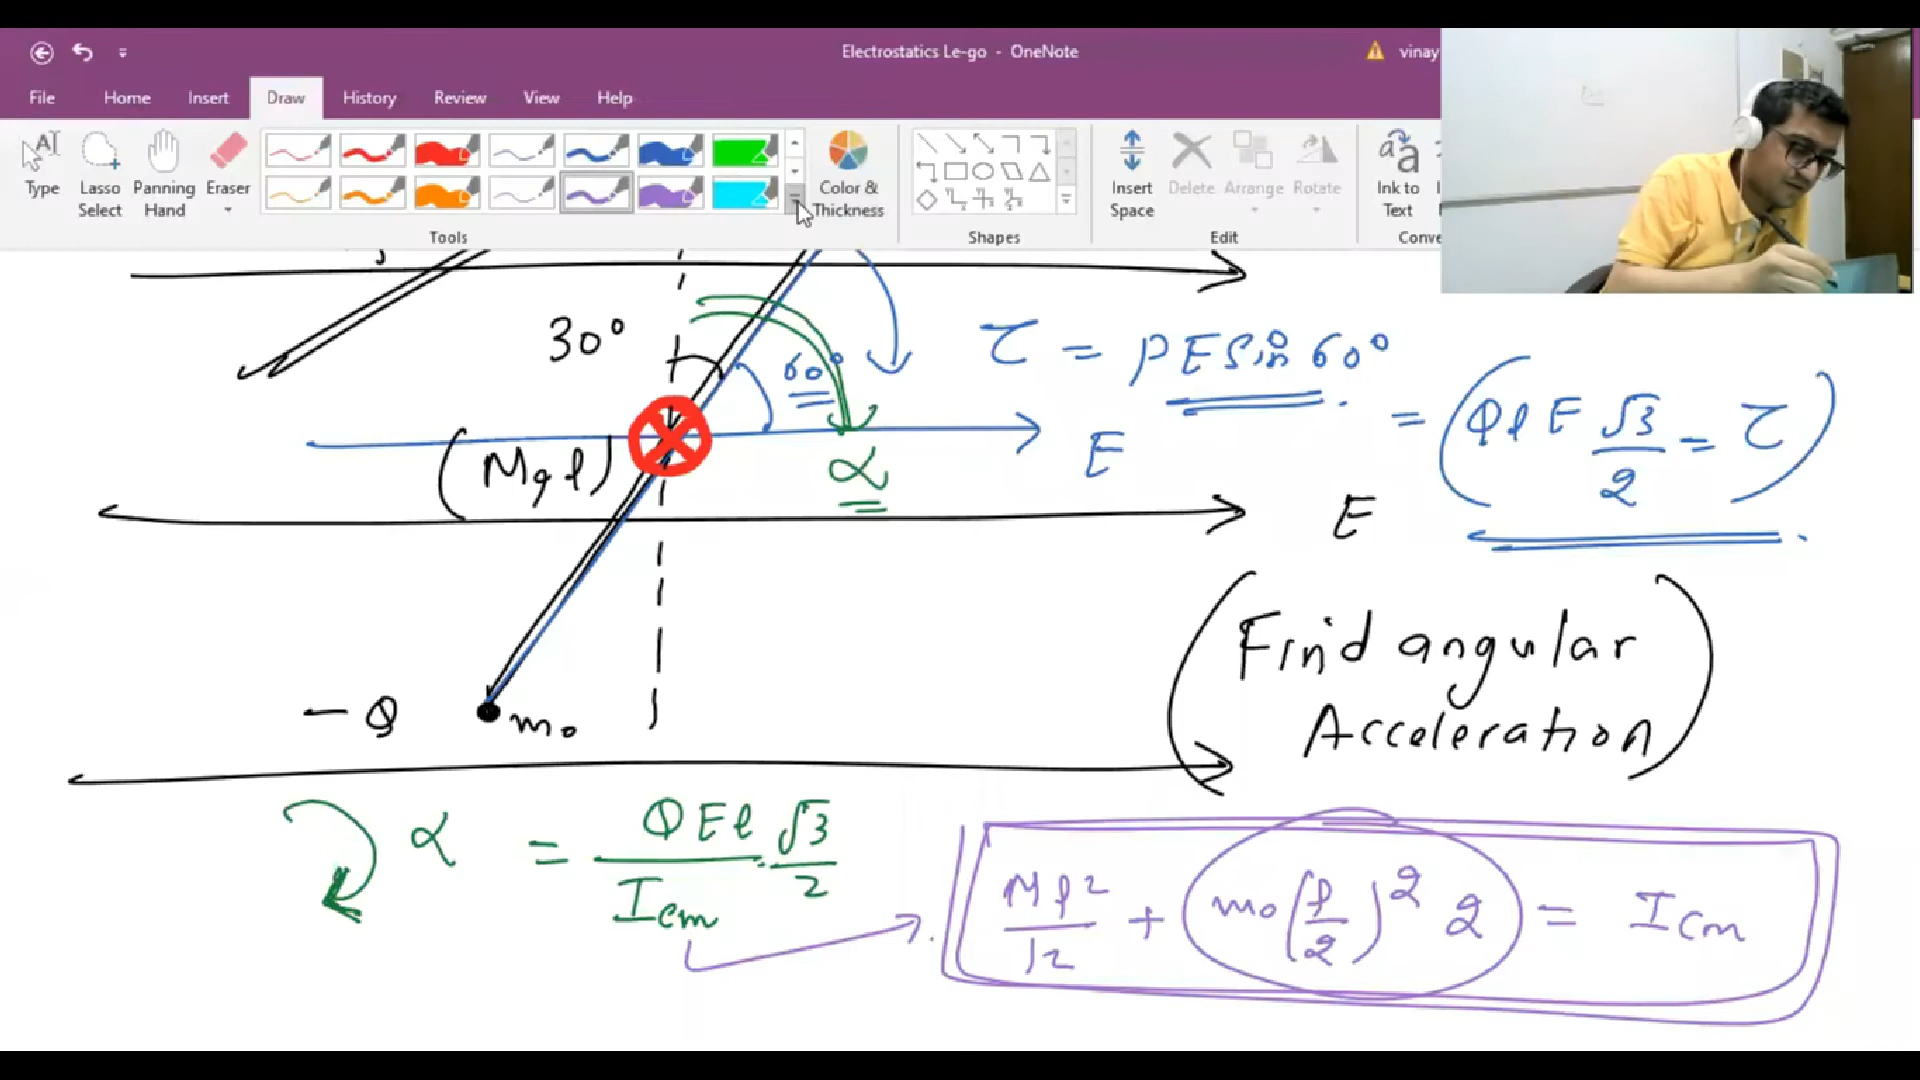 Electrostatics Le-go - OneNote
vinay
File Home Insert Draw History Review View Help
Type
Lasso Select
Panning Hand
Eraser
Color & Thickness
Insert Space
Delete
Arrange
Rotate
Ink to Text
Tools
Shapes
Edit
Conve
30°
60°
τ = PE sin 60°
= (Ql E √3/2 = τ)
(M, l)
α
E
E
(Find angular
Acceleration)
-Q
m₀
α = QEl/Icm · √3/2
Ml²/12 + m₀(l/2)² 2 = Icm